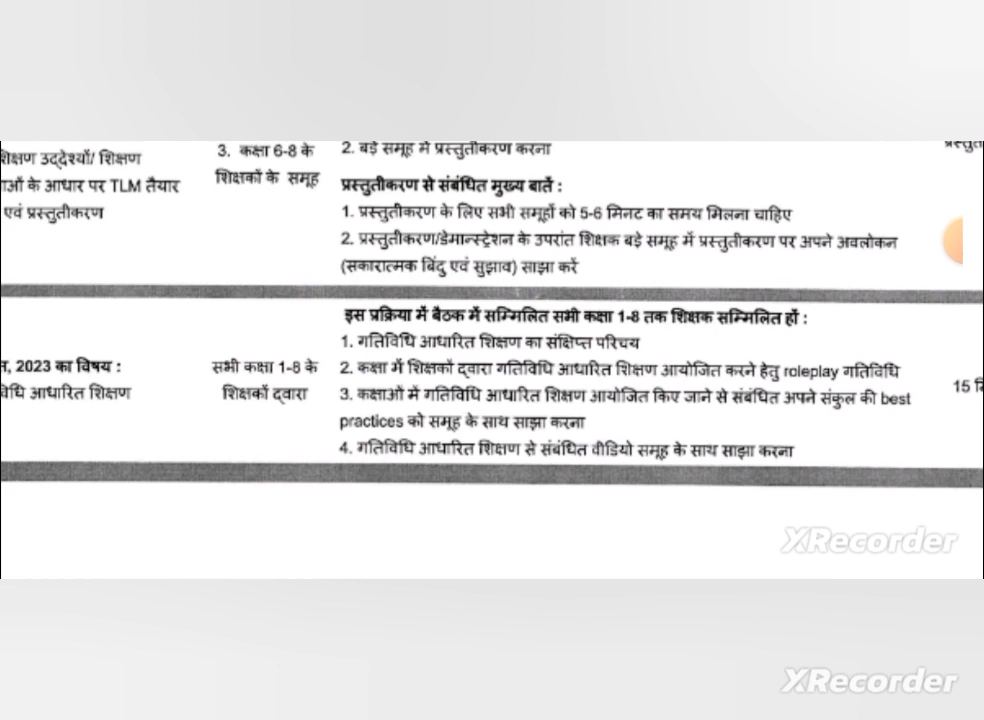 शिक्षण उद्देश्यों/ शिक्षण
के आधार पर TLM तैयार
एवं प्रस्तुतीकरण
3. कक्षा 6-8 के
शिक्षकों के समूह
2. बड़े समूह में प्रस्तुतीकरण करना
प्रस्तुतीकरण से संबंधित मुख्य बातें :
1. प्रस्तुतीकरण के लिए सभी समूहों को 5-6 मिनट का समय मिलना चाहिए
2. प्रस्तुतीकरण/डेमान्स्ट्रेशन के उपरांत शिक्षक बड़े समूह में प्रस्तुतीकरण पर अपने अवलोकन
(सकारात्मक बिंदु एवं सुझाव) साझा करें
2023 का विषय :
आधारित शिक्षण
सभी कक्षा 1-8 के
शिक्षकों द्वारा
इस प्रक्रिया में बैठक में सम्मिलित सभी कक्षा 1-8 तक शिक्षक सम्मिलित हों :
1. गतिविधि आधारित शिक्षण का संक्षिप्त परिचय
2. कक्षा में शिक्षकों द्वारा गतिविधि आधारित शिक्षण आयोजित करने हेतु roleplay गतिविधि
3. कक्षाओं में गतिविधि आधारित शिक्षण आयोजित किए जाने से संबंधित अपने संकुल की best
practices को समूह के साथ साझा करना
4. गतिविधि आधारित शिक्षण से संबंधित वीडियो समूह के साथ साझा करना
15
XRecorder
XRecorder